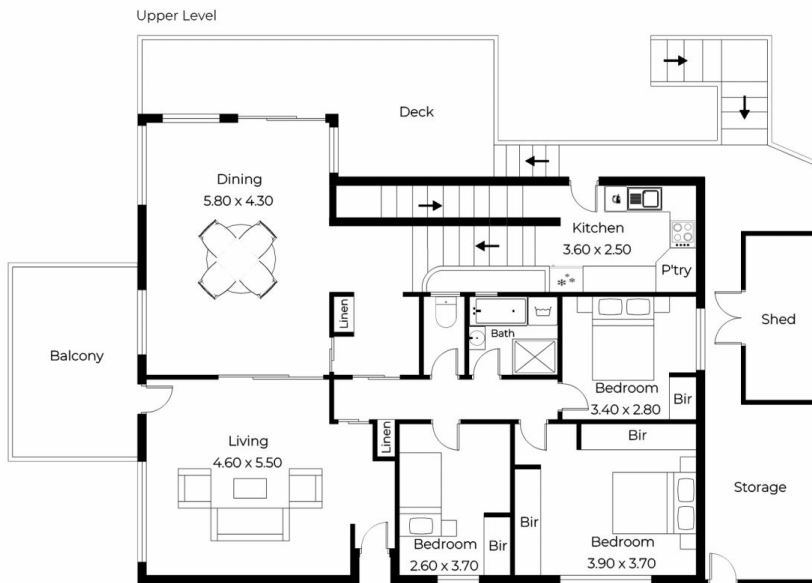 Upper Level
Deck
Dining
5.80 x 4.30
Kitchen
3.60 x 2.50
P'try
Shed
Linen
Bath
Balcony
Bedroom
3.40 x 2.80
Bir
Living
4.60 x 5.50
Linen
Bir
Storage
Bir
Bedroom
2.60 x 3.70
Bir
Bedroom
3.90 x 3.70